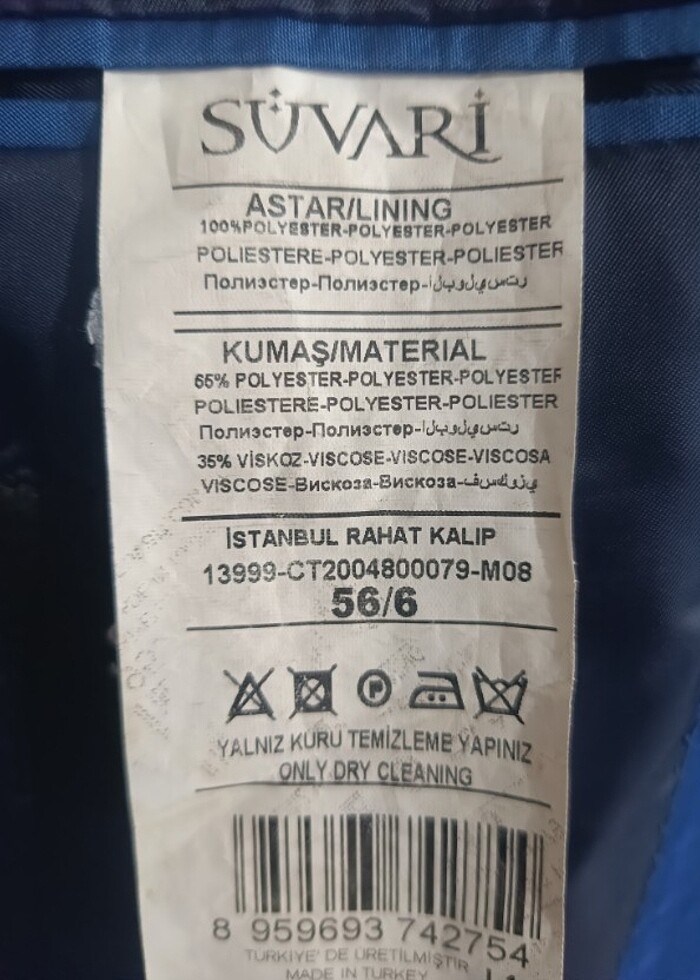 SÜVARİ
ASTAR/LINING
100%POLYESTER-POLYESTER-POLYESTER
POLIESTERE-POLYESTER-POLIESTER
Полиэстер-Полиэстер-البوليستر
KUMAŞ/MATERIAL
65% POLYESTER-POLYESTER-POLYESTER
POLIESTERE-POLYESTER-POLIESTER
Полиэстер-Полиэстер-البوليستر
35% VİSKOZ-VISCOSE-VISCOSE-VISCOSA
VISCOSE-Вискоза-Вискоза-فسكوزي
İSTANBUL RAHAT KALIP
13999-CT2004800079-M08
56/6
P
YALNIZ KURU TEMİZLEME YAPINIZ
ONLY DRY CLEANING
8 959693 742754
TÜRKİYE' DE ÜRETİLMİŞTİR
MADE IN TURKEY